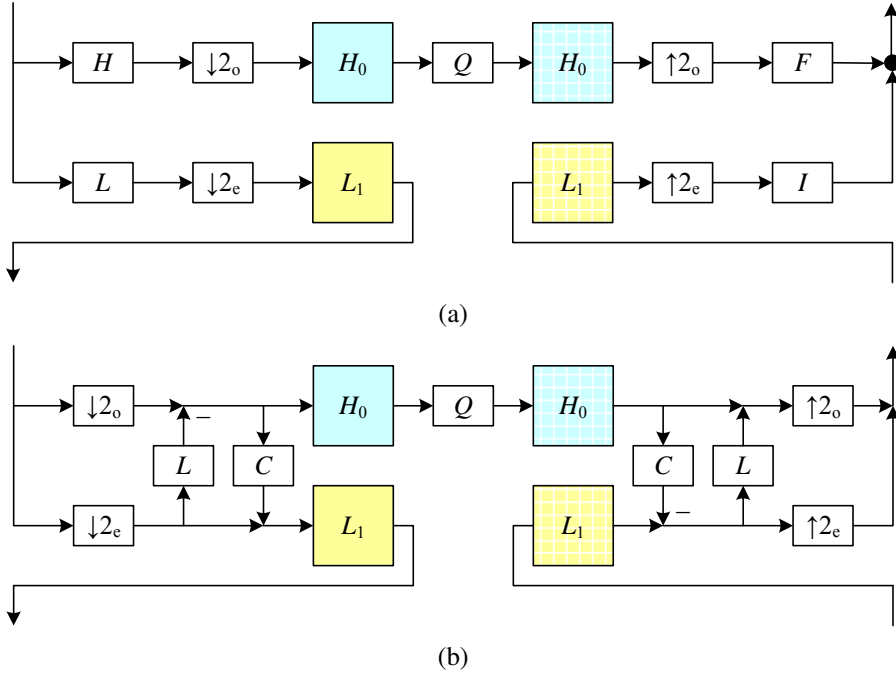 H ↓2ₒ H₀ Q H₀ ↑2ₒ F
L ↓2ₑ L₁ L₁ ↑2ₑ I
(a)
↓2ₒ − H₀ Q H₀ ↑2ₒ
L C C L
↓2ₑ L₁ L₁ − ↑2ₑ
(b)